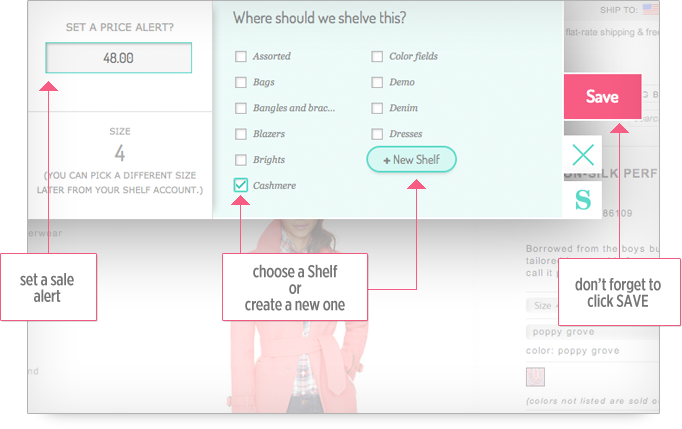 SHIP TO:
flat-rate shipping & free
SET A PRICE ALERT?
48.00
SIZE
4
(YOU CAN PICK A DIFFERENT SIZE
LATER FROM YOUR SHELF ACCOUNT.)
Where should we shelve this?
Assorted
Bags
Bangles and brac...
Blazers
Brights
Cashmere
Color fields
Demo
Denim
Dresses
+ New Shelf
Save
S
set a sale
alert
choose a Shelf
or
create a new one
don't forget to
click SAVE
-SILK PERF
86109
Borrowed from the boys bu
tailored
call it p
Size
poppy grove
color: poppy grove
(colors not listed are sold o
erwear
nd